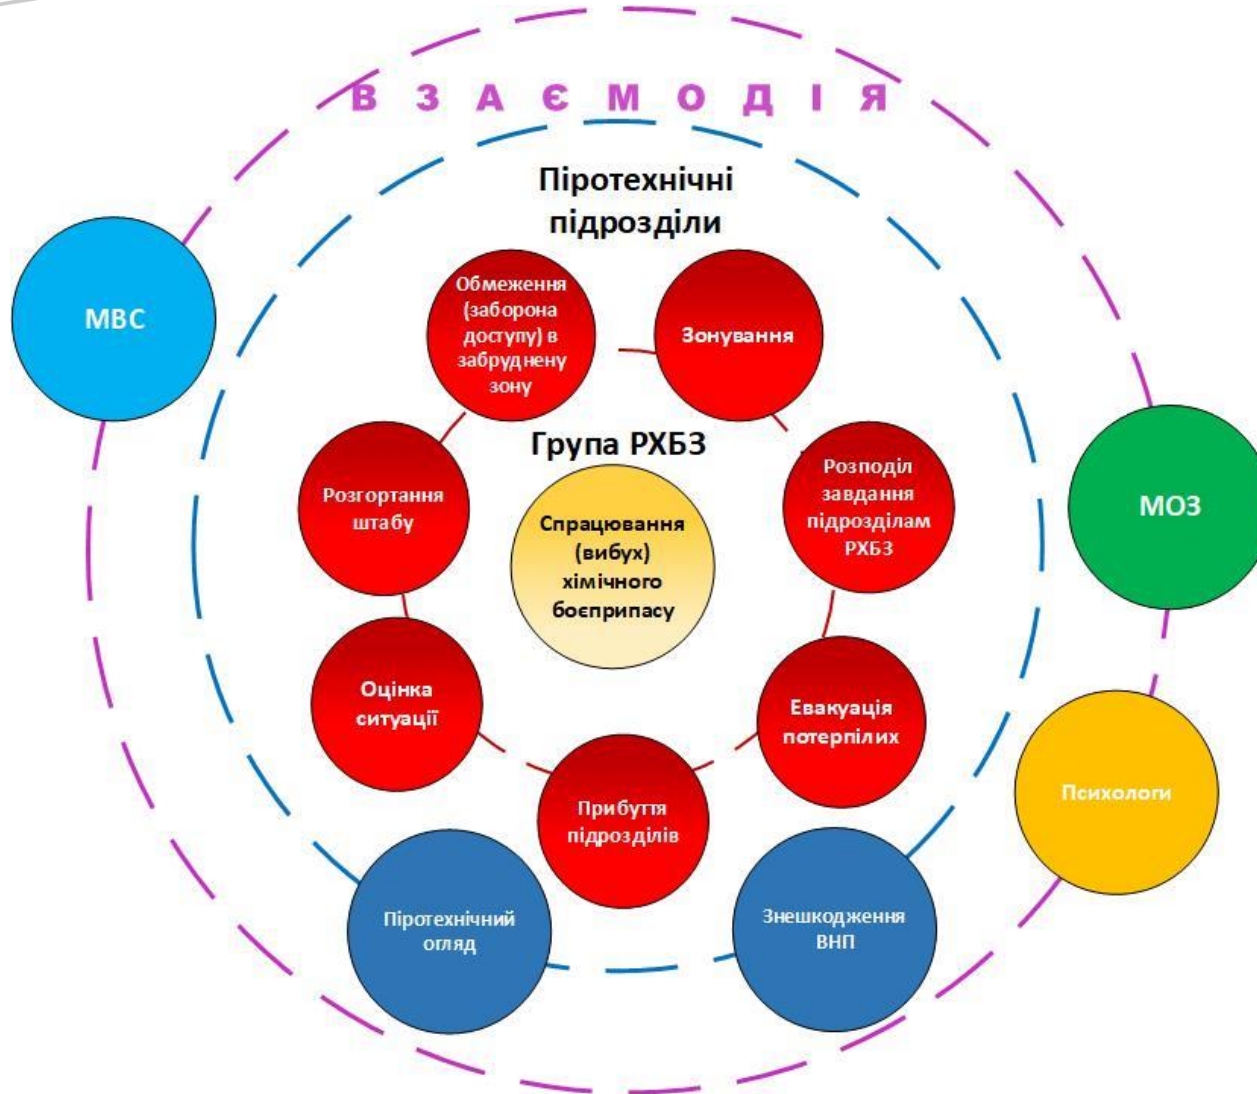 ВЗАЄМОДІЯ
Піротехнічні
підрозділи
МВС
Обмеження
(заборона
доступу) в
забруднену
зону
Зонування
Група РХБЗ
Розгортання
штабу
Спрацювання
(вибух)
хімічного
боєприпасу
Розподіл
завдання
підрозділам
РХБЗ
МОЗ
Оцінка
ситуації
Евакуація
потерпілих
Прибуття
підрозділів
Психологи
Піротехнічний
огляд
Знешкодження
ВНП